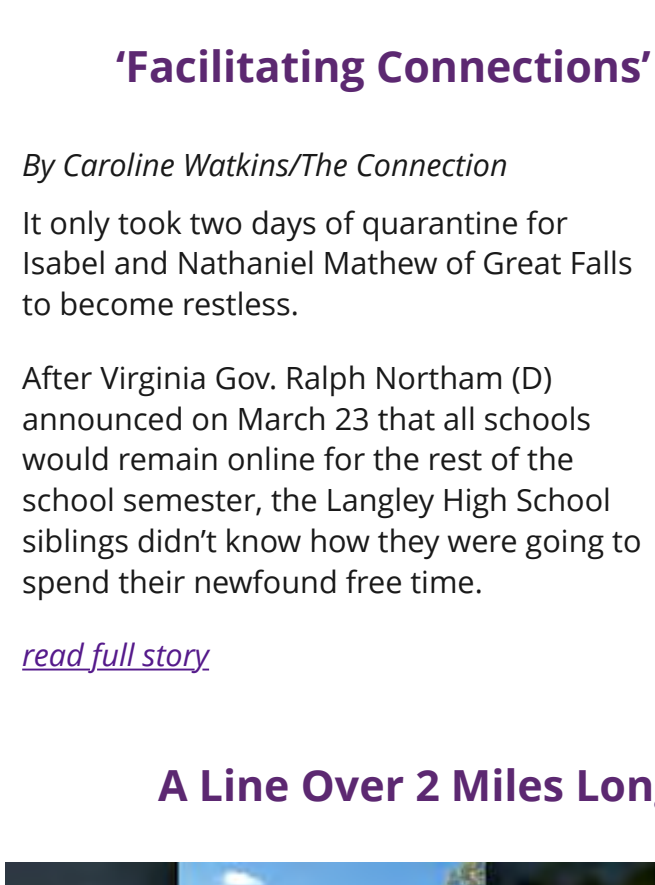 ‘Facilitating Connections’
By Caroline Watkins/The Connection
It only took two days of quarantine for
Isabel and Nathaniel Mathew of Great Falls
to become restless.
After Virginia Gov. Ralph Northam (D)
announced on March 23 that all schools
would remain online for the rest of the
school semester, the Langley High School
siblings didn’t know how they were going to
spend their newfound free time.
read full story
A Line Over 2 Miles Long